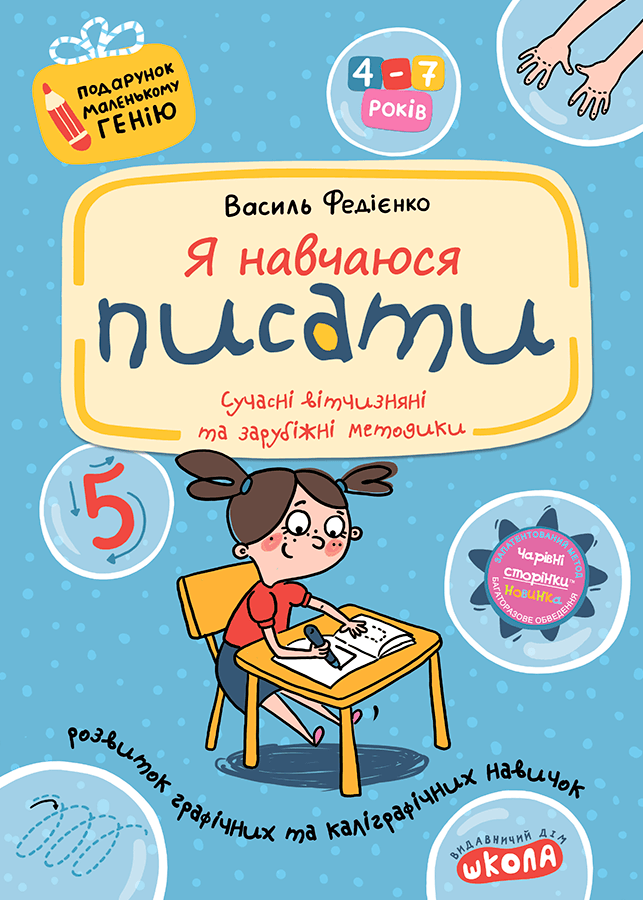 Подарунок
маленькому
генію
4-7
років
Василь Федієнко
Я навчаюся
писати
Сучасні вітчизняні
та зарубіжні методики
5
ЗАПАТЕНТОВАНИЙ МЕТОД
Чарівні
сторінки™
Новинка
БАГАТОРАЗОВЕ ОБВЕДЕННЯ
розвиток графічних та каліграфічних навичок
ВИДАВНИЧИЙ ДІМ
ШКОЛА